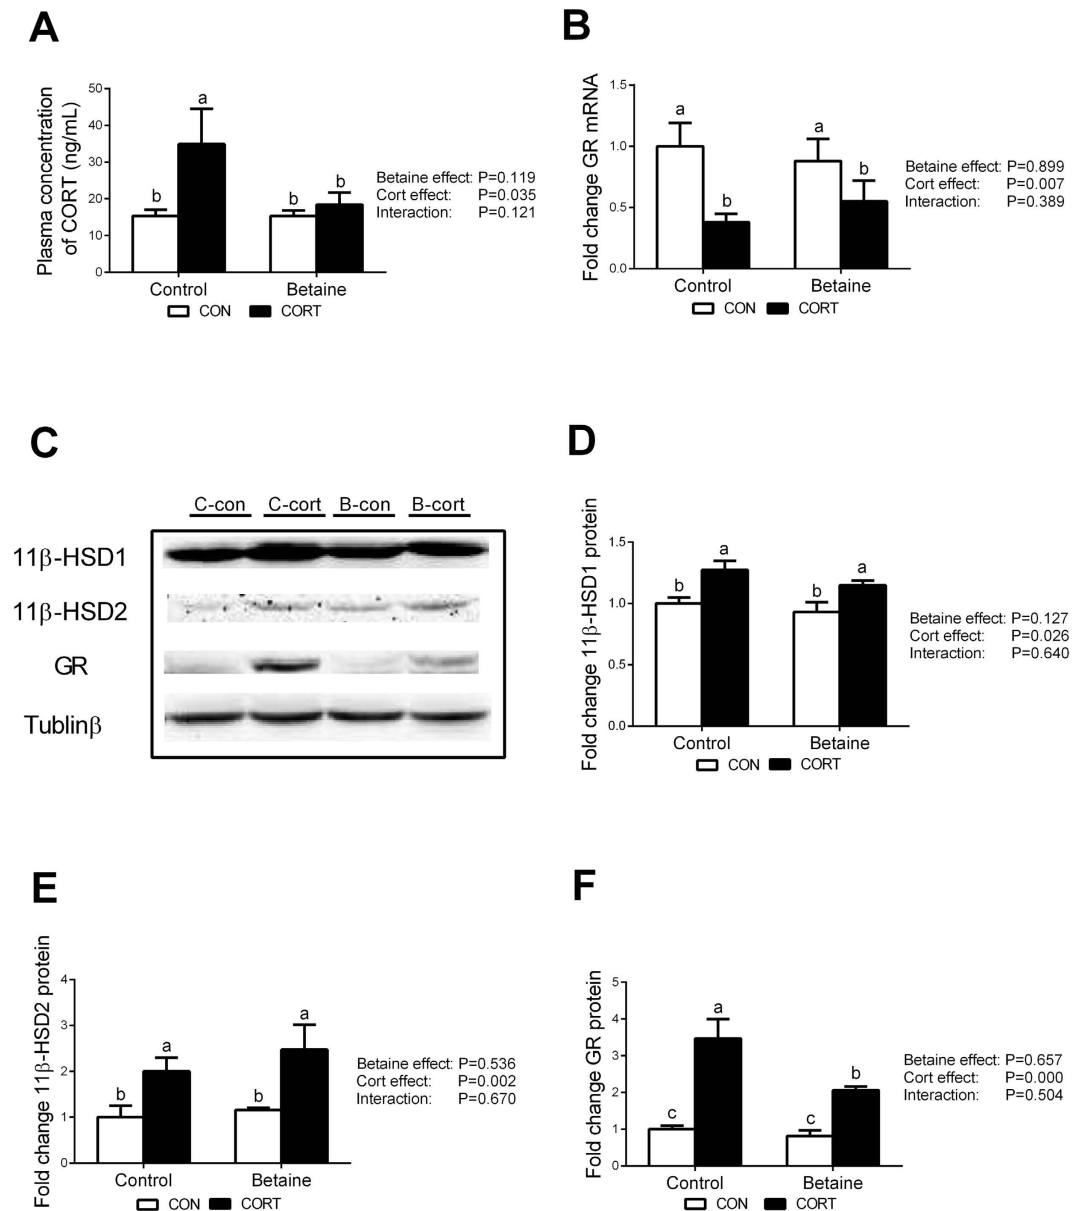 A
Plasma concentration
of CORT (ng/mL)
50
40
30
20
10
0
b
a
b
b
Control
Betaine
CON
CORT
Betaine effect: P=0.119
Cort effect: P=0.035
Interaction: P=0.121
B
Fold change GR mRNA
1.5
1.0
0.5
0.0
a
b
a
b
Control
Betaine
CON
CORT
Betaine effect: P=0.899
Cort effect: P=0.007
Interaction: P=0.389
C
C-con
C-cort
B-con
B-cort
11β-HSD1
11β-HSD2
GR
Tublinβ
D
Fold change 11β-HSD1 protein
1.5
1.0
0.5
0.0
b
a
b
a
Control
Betaine
CON
CORT
Betaine effect: P=0.127
Cort effect: P=0.026
Interaction: P=0.640
E
Fold change 11β-HSD2 protein
4
3
2
1
0
b
a
b
a
Control
Betaine
CON
CORT
Betaine effect: P=0.536
Cort effect: P=0.002
Interaction: P=0.670
F
Fold change GR protein
5
4
3
2
1
0
c
a
c
b
Control
Betaine
CON
CORT
Betaine effect: P=0.657
Cort effect: P=0.000
Interaction: P=0.504